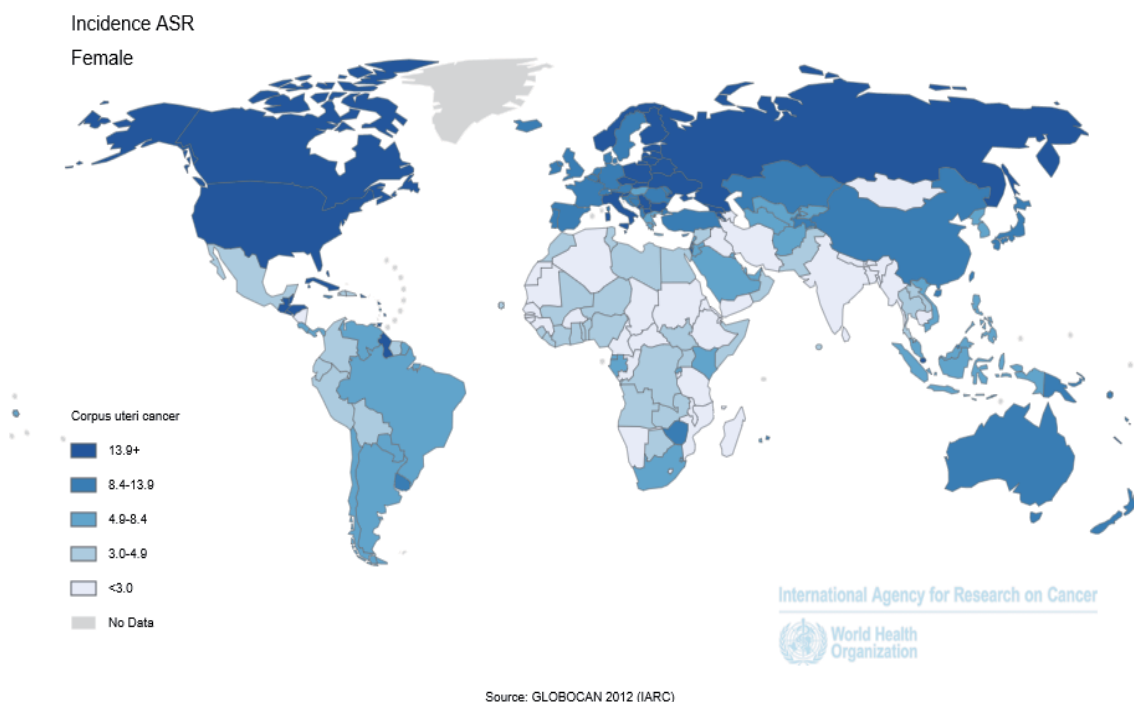 Incidence ASR
Female
Corpus uteri cancer
13.9+
8.4-13.9
4.9-8.4
3.0-4.9
<3.0
No Data
International Agency for Research on Cancer
World Health
Organization
Source: GLOBOCAN 2012 (IARC)